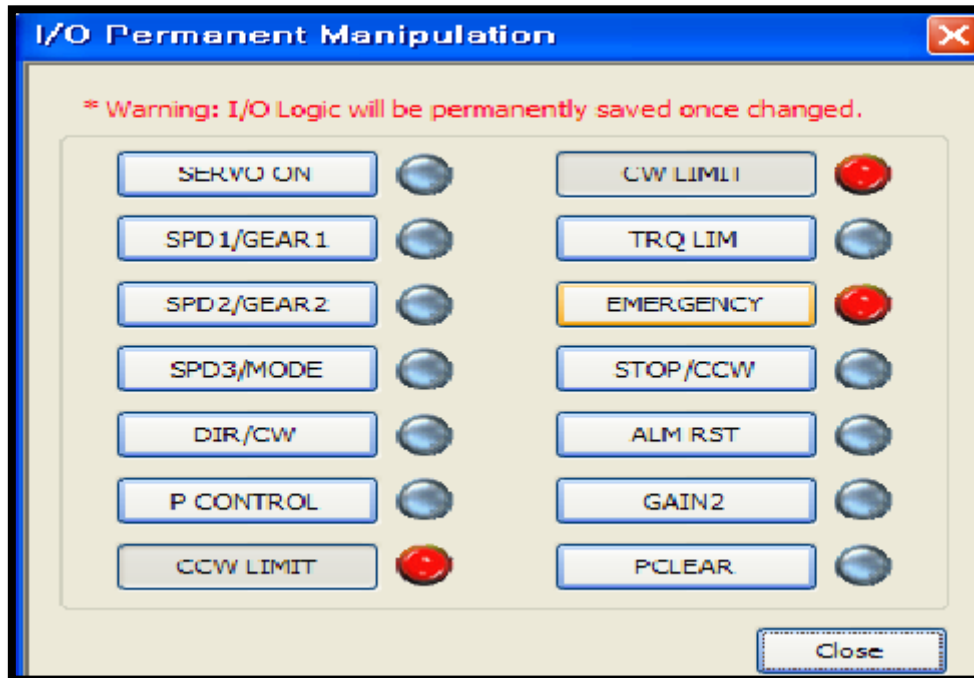 I/O Permanent Manipulation
* Warning: I/O Logic will be permanently saved once changed.
SERVO ON
CW LIMIT
SPD1/GEAR1
TRQ LIM
SPD2/GEAR2
EMERGENCY
SPD3/MODE
STOP/CCW
DIR/CW
ALM RST
P CONTROL
GAIN2
CCW LIMIT
PCLEAR
Close